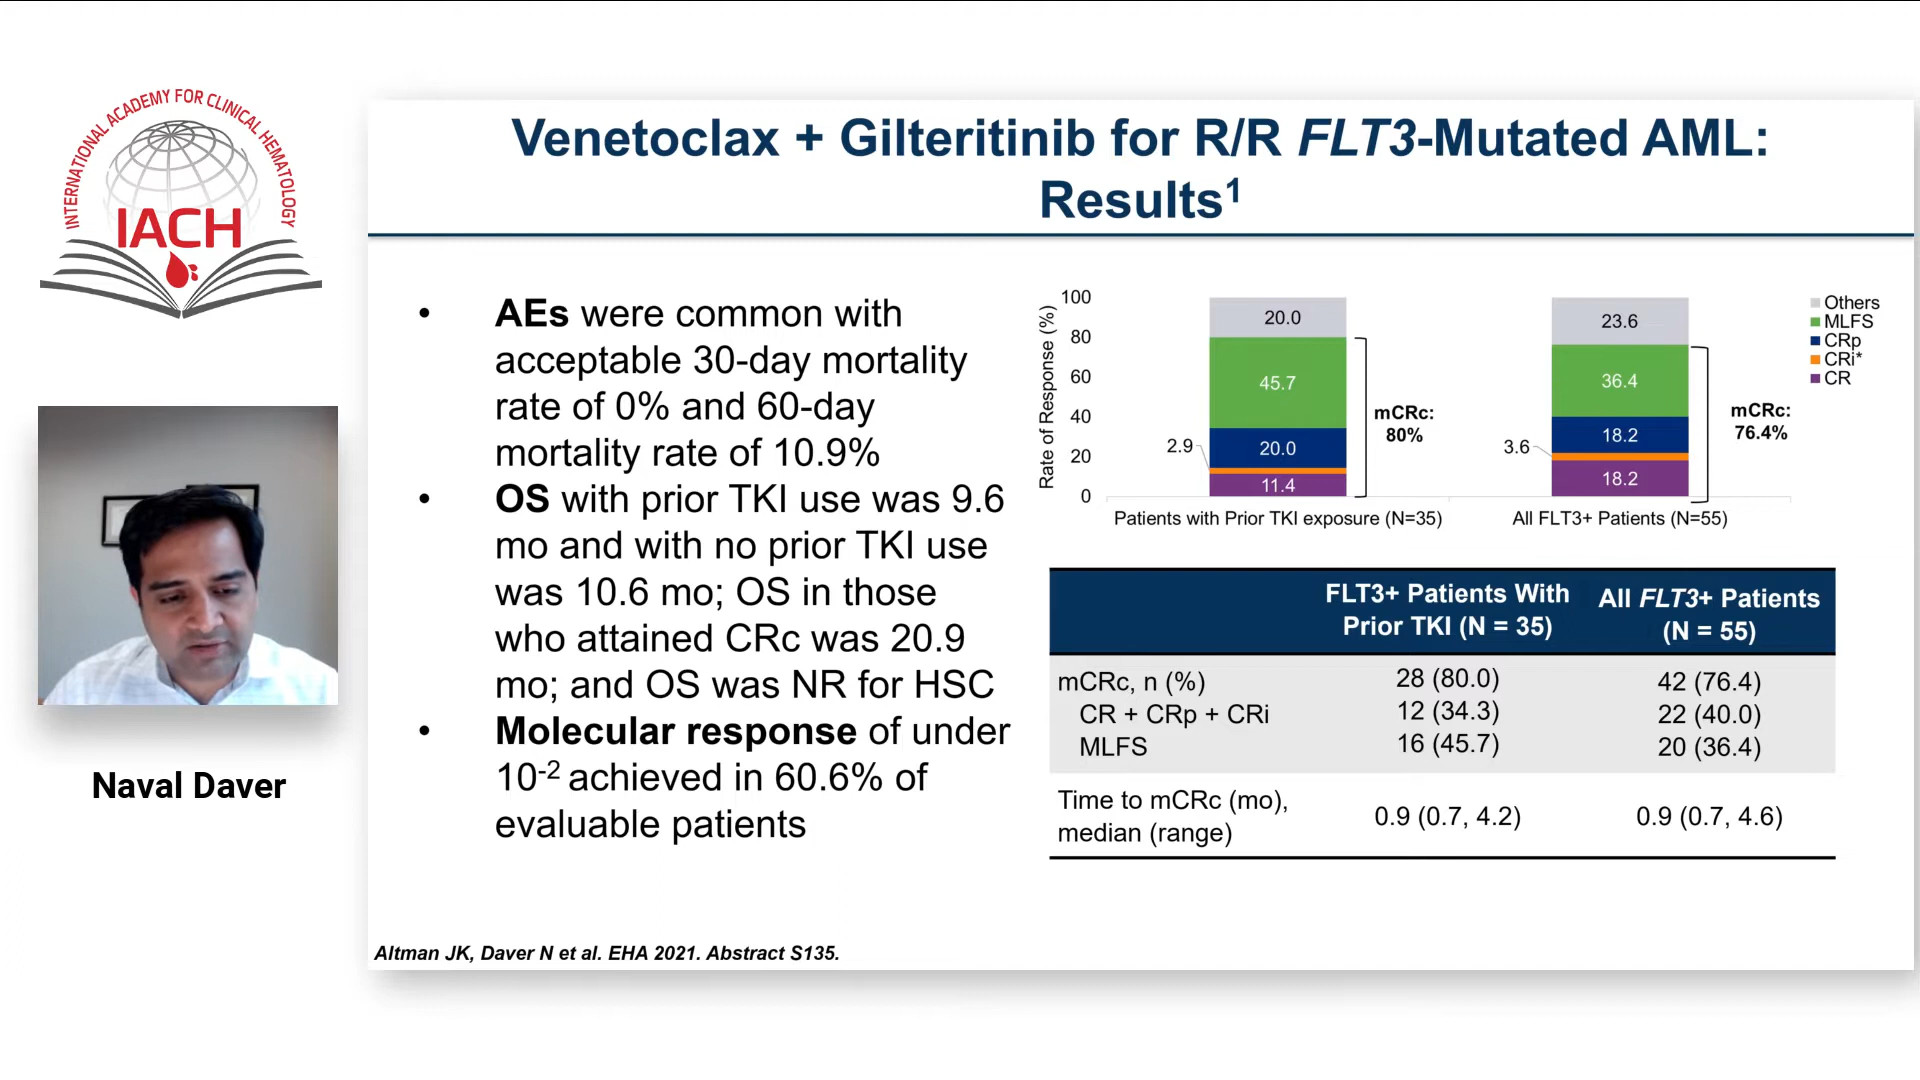 INTERNATIONAL ACADEMY FOR CLINICAL HEMATOLOGY
IACH
Naval Daver
Venetoclax + Gilteritinib for R/R FLT3-Mutated AML:
Results¹
• AEs were common with
acceptable 30-day mortality
rate of 0% and 60-day
mortality rate of 10.9%
• OS with prior TKI use was 9.6
mo and with no prior TKI use
was 10.6 mo; OS in those
who attained CRc was 20.9
mo; and OS was NR for HSC
• Molecular response of under
10⁻² achieved in 60.6% of
evaluable patients
Rate of Response (%)
100
80
60
40
20
0
20.0
45.7
20.0
2.9
11.4
mCRc:
80%
23.6
36.4
18.2
3.6
18.2
mCRc:
76.4%
Others
MLFS
CRp
CRi*
CR
Patients with Prior TKI exposure (N=35)
All FLT3+ Patients (N=55)
FLT3+ Patients With
Prior TKI (N = 35)
All FLT3+ Patients
(N = 55)
mCRc, n (%) 28 (80.0) 42 (76.4)
CR + CRp + CRi 12 (34.3) 22 (40.0)
MLFS 16 (45.7) 20 (36.4)
Time to mCRc (mo),
median (range) 0.9 (0.7, 4.2) 0.9 (0.7, 4.6)
Altman JK, Daver N et al. EHA 2021. Abstract S135.